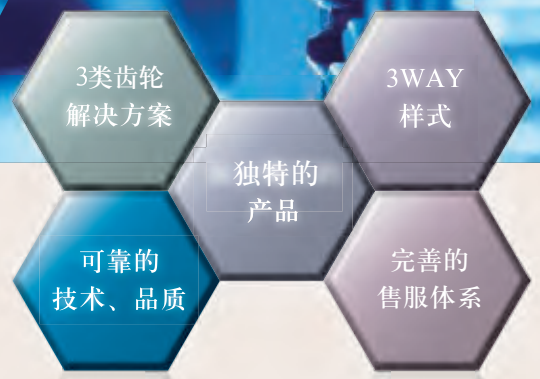 3类齿轮
解决方案
3WAY
样式
独特的
产品
可靠的
技术、品质
完善的
售服体系